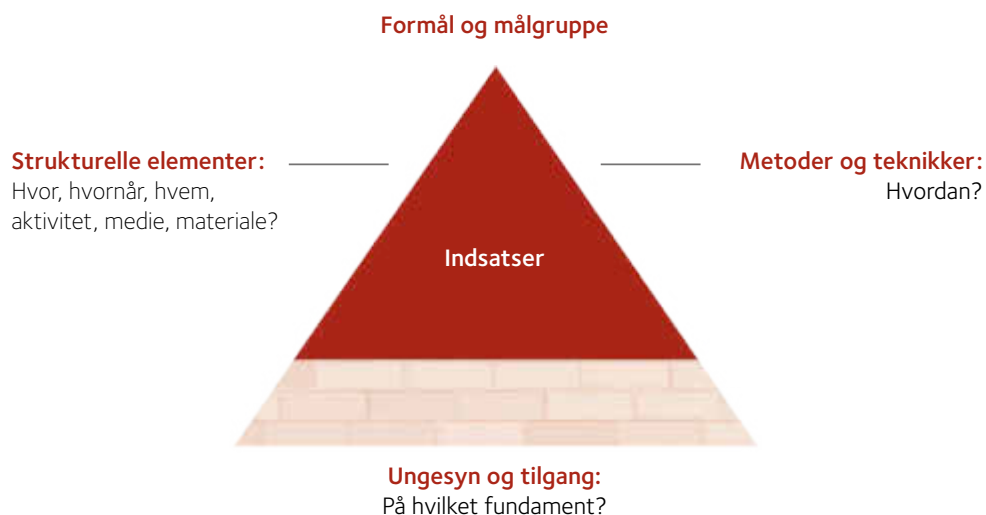 Formål og målgruppe
Strukturelle elementer:
Hvor, hvornår, hvem,
aktivitet, medie, materiale?
Metoder og teknikker:
Hvordan?
Indsatser
Ungesyn og tilgang:
På hvilket fundament?